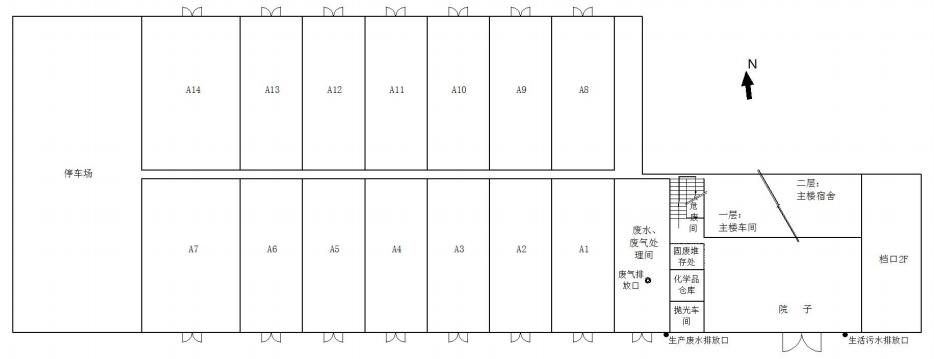 N
A14
A13
A12
A11
A10
A9
A8
停车场
二层：
主楼宿舍
危
废
间
一层：
主楼车间
A7
A6
A5
A4
A3
A2
A1
废水、
废气处
理间
固废堆
存处
档口2F
废气排
放口
化学品
仓库
抛光车
间
院 子
生产废水排放口
生活污水排放口